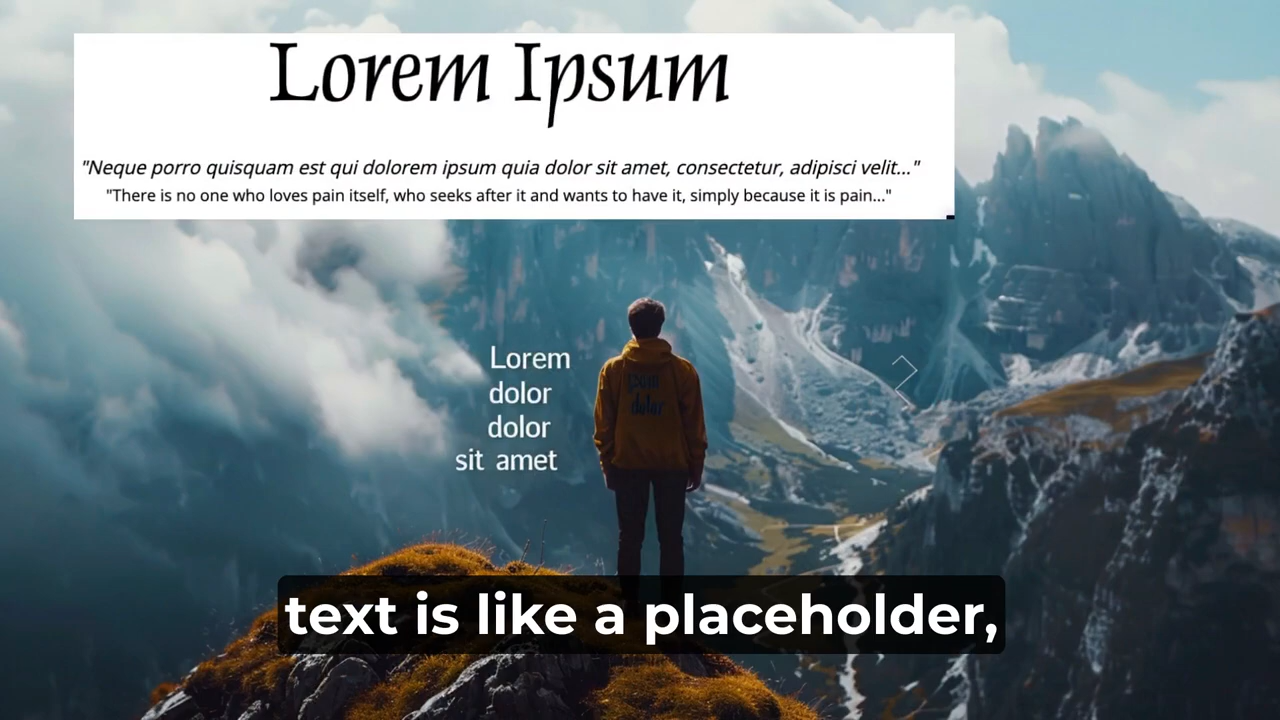 Lorem Ipsum
"Neque porro quisquam est qui dolorem ipsum quia dolor sit amet, consectetur, adipisci velit..."
"There is no one who loves pain itself, who seeks after it and wants to have it, simply because it is pain..."
Lorem
dolor
dolor
sit amet
dolor
text is like a placeholder,